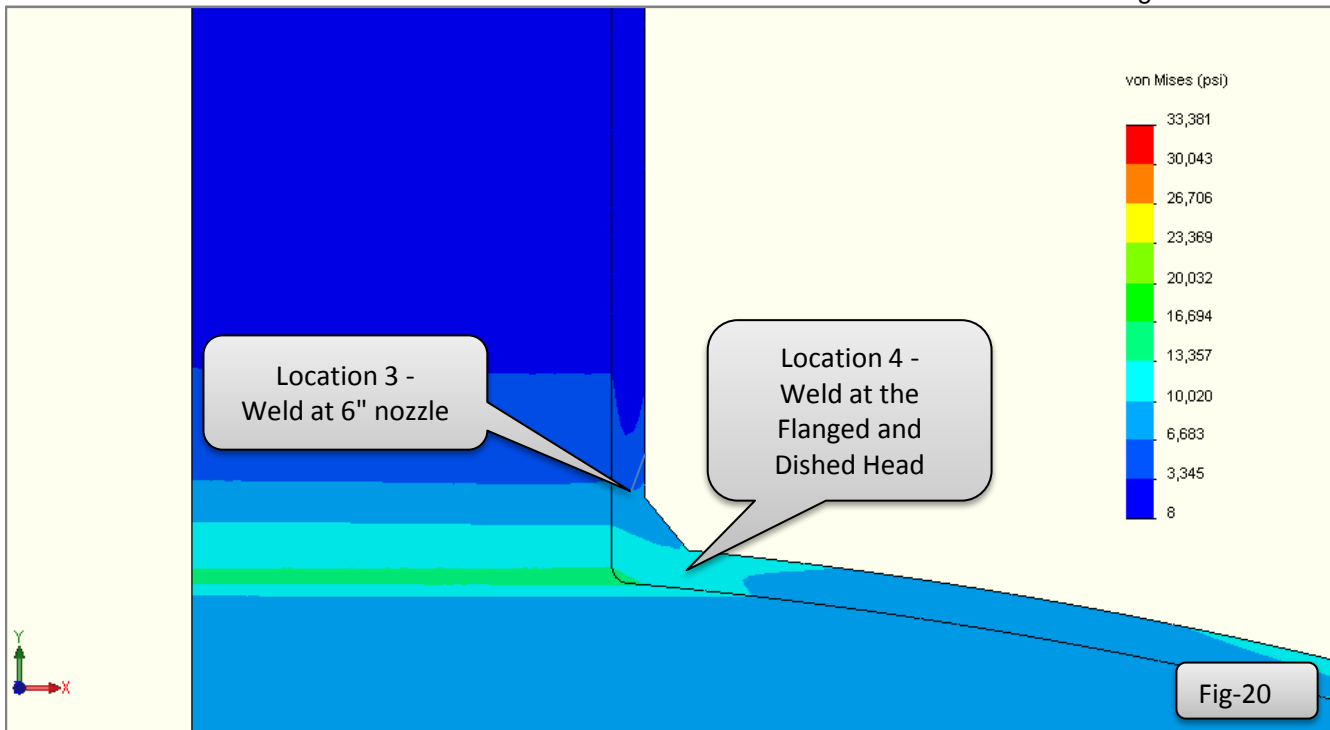 von Mises (psi)
33,381
30,043
26,706
23,369
20,032
16,694
13,357
10,020
6,683
3,345
8
Location 3 -
Weld at 6" nozzle
Location 4 -
Weld at the
Flanged and
Dished Head
Y
X
Fig-20